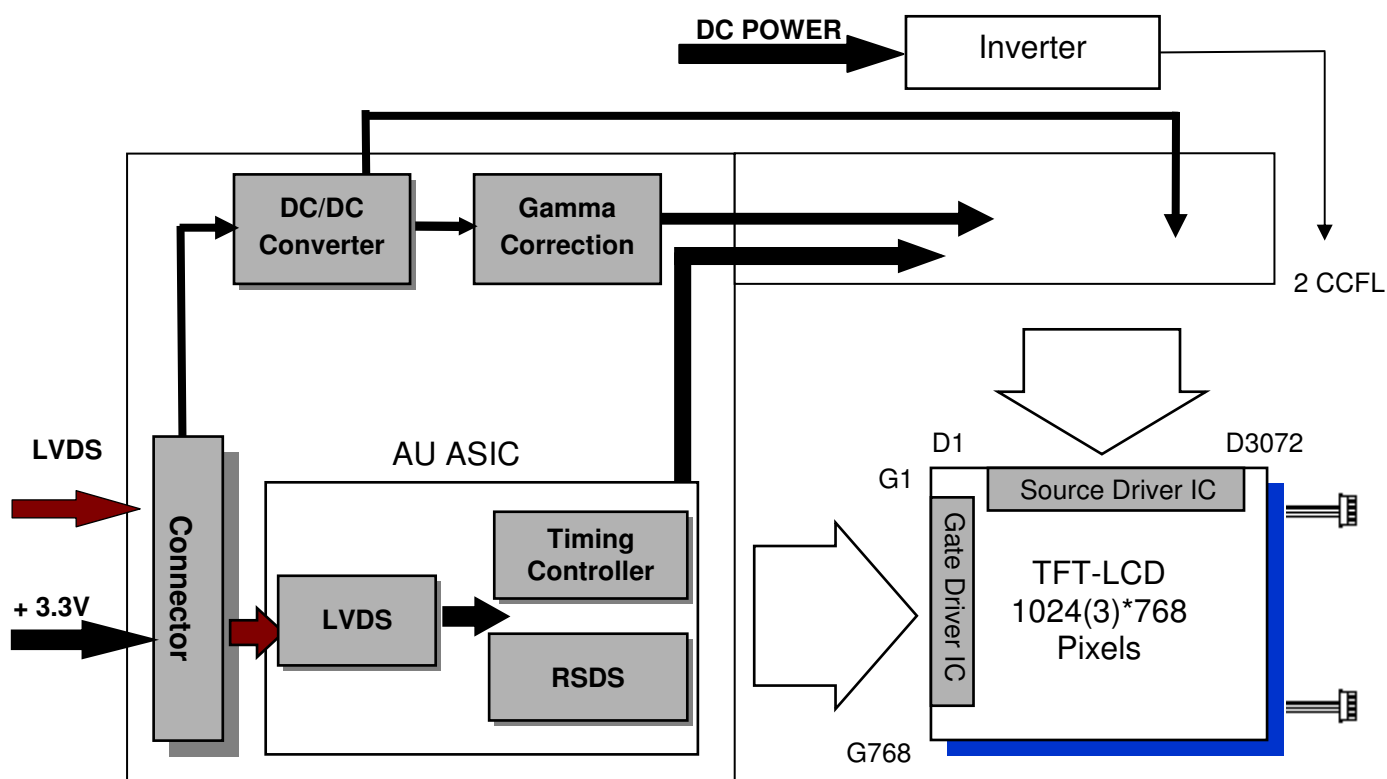 DC POWER
Inverter
DC/DC
Converter
Gamma
Correction
2 CCFL
LVDS
+ 3.3V
Connector
AU ASIC
LVDS
Timing
Controller
RSDS
D1
D3072
G1
Source Driver IC
Gate Driver IC
TFT-LCD
1024(3)*768
Pixels
G768